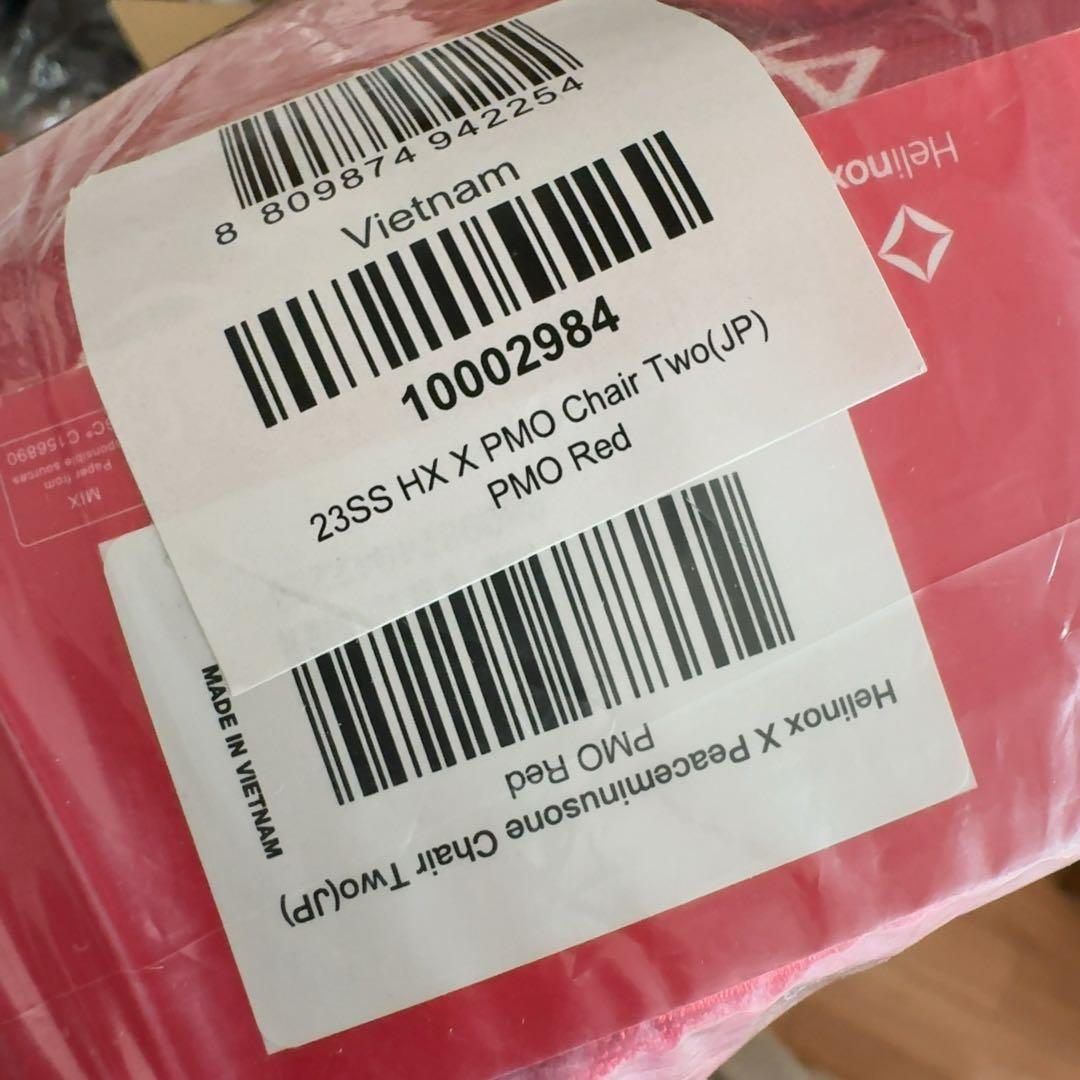 8 809874 942254
Vietnam
10002984
23SS HX X PMO Chair Two(JP)
PMO Red
Helinox X Peaceminusone Chair Two(JP)
PMO Red
MADE IN VIETNAM
Helinox
MIX
Paper from
responsible sources
FSC® C156890